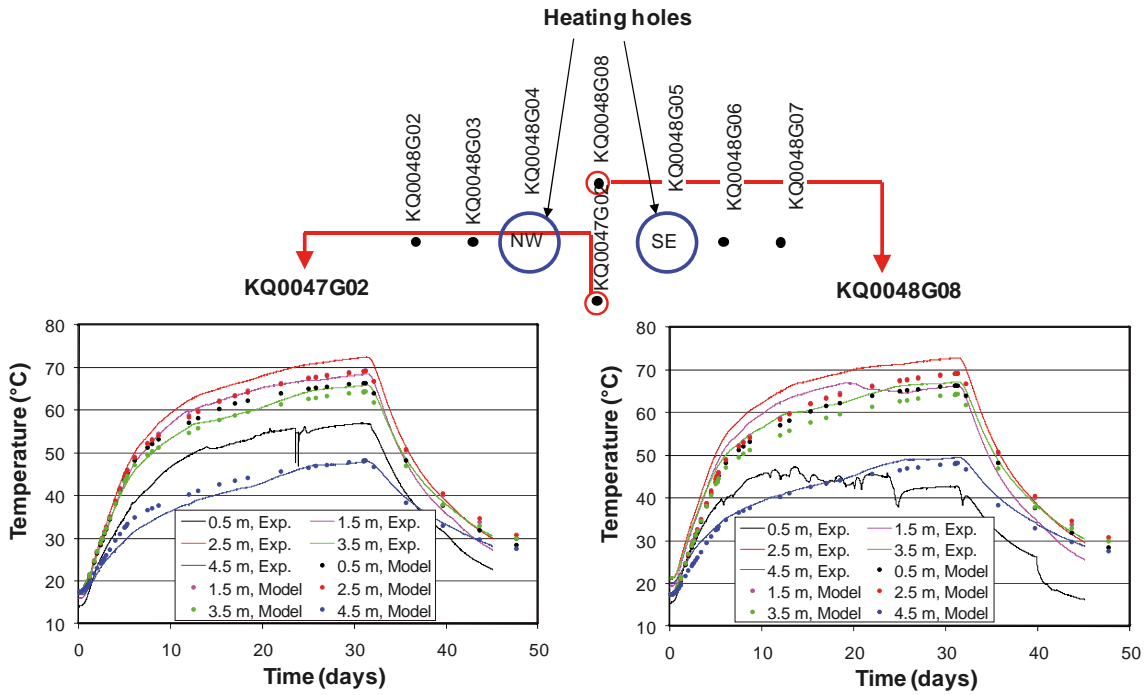 Heating holes
KQ0048G02
KQ0048G03
KQ0048G04
KQ0048G08
KQ0047G02
KQ0048G05
KQ0048G06
KQ0048G07
NW
SE
KQ0047G02
KQ0048G08
Temperature (°C)
80
70
60
50
40
30
20
10
0.5 m, Exp.
1.5 m, Exp.
2.5 m, Exp.
3.5 m, Exp.
4.5 m, Exp.
0.5 m, Model
1.5 m, Model
2.5 m, Model
3.5 m, Model
4.5 m, Model
0 10 20 30 40 50
Time (days)
Temperature (°C)
80
70
60
50
40
30
20
10
0.5 m, Exp.
1.5 m, Exp.
2.5 m, Exp.
3.5 m, Exp.
4.5 m, Exp.
0.5 m, Model
1.5 m, Model
2.5 m, Model
3.5 m, Model
4.5 m, Model
0 10 20 30 40 50
Time (days)